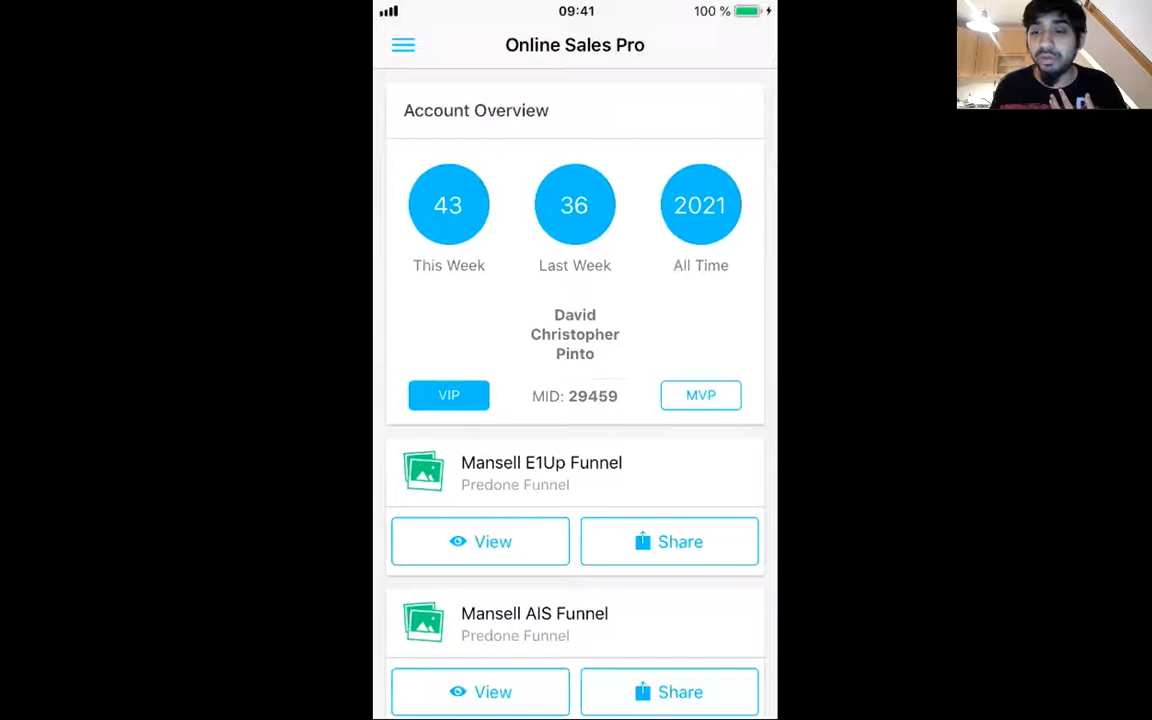 09:41
100 %
Online Sales Pro
Account Overview
43
36
2021
This Week
Last Week
All Time
David
Christopher
Pinto
VIP
MID: 29459
MVP
Mansell E1Up Funnel
Predone Funnel
View
Share
Mansell AIS Funnel
Predone Funnel
View
Share